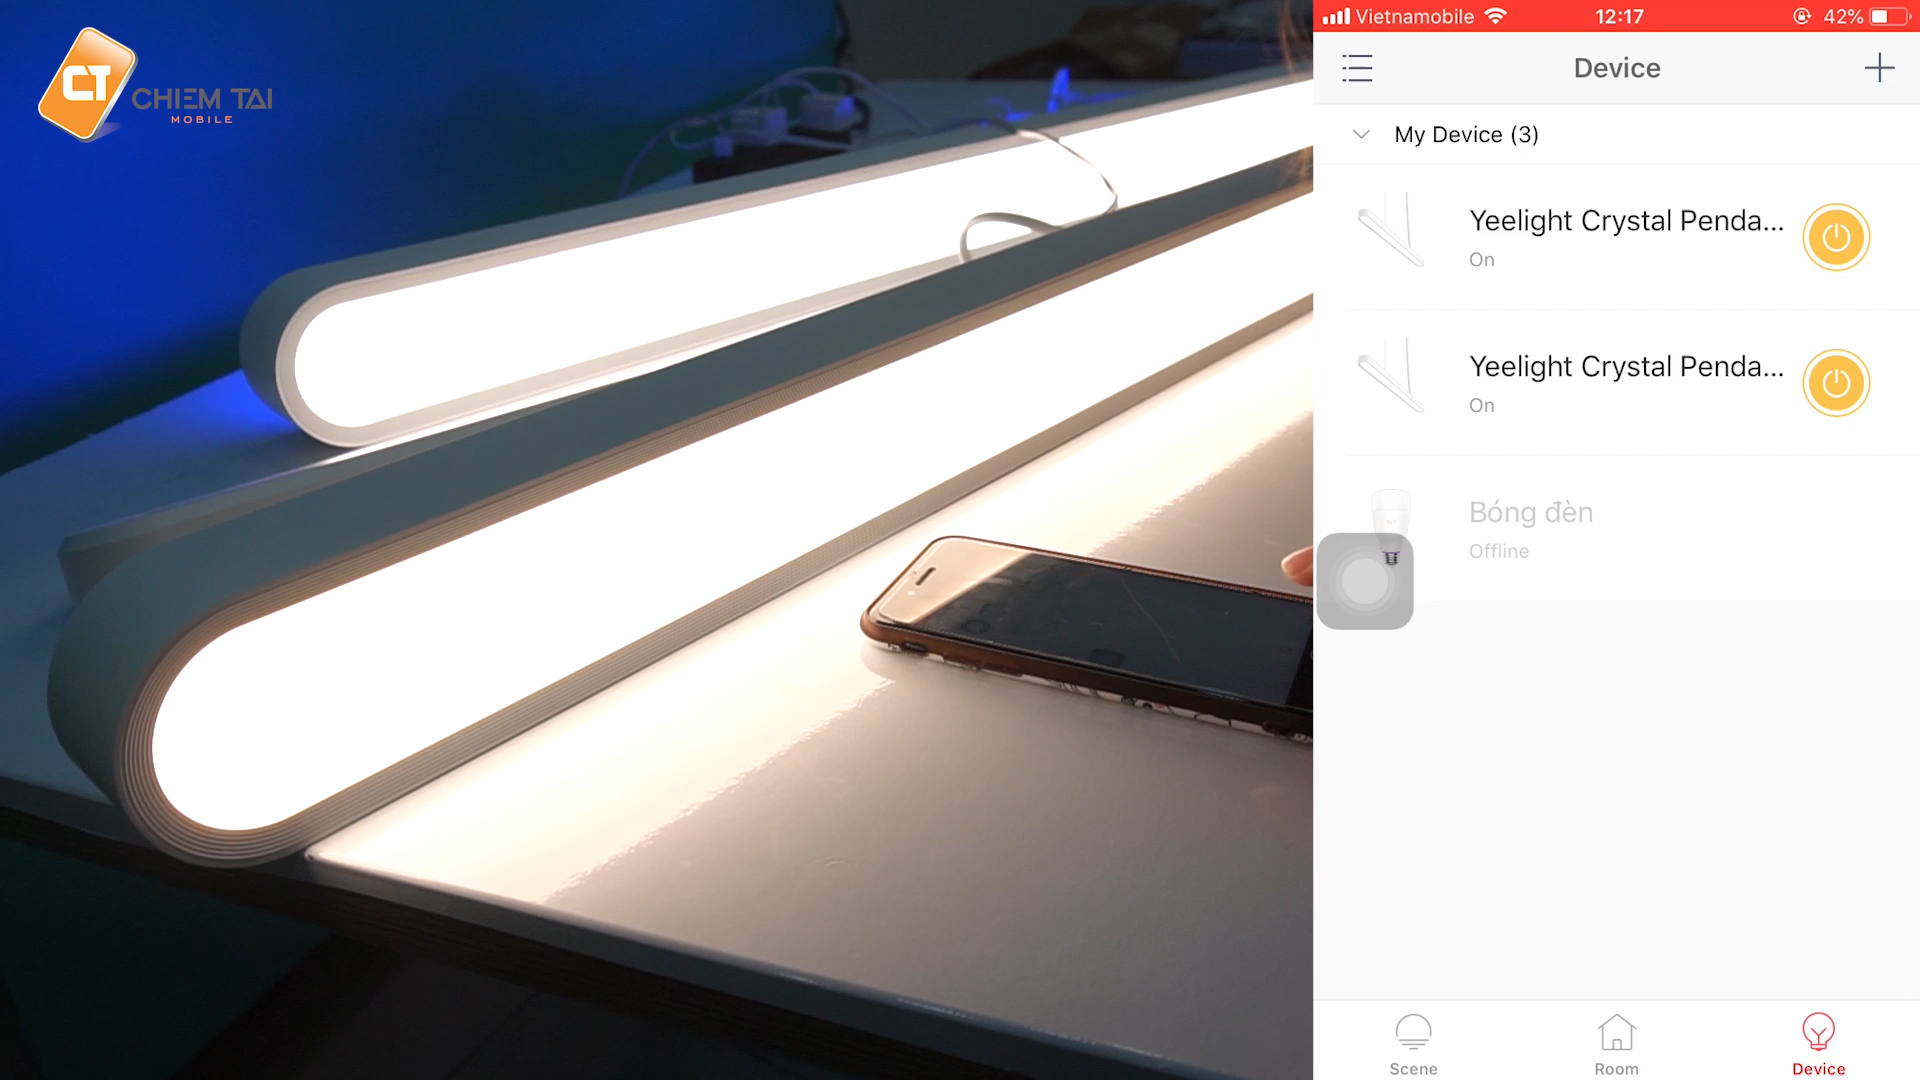 CT
CHIEM TAI
MOBILE
Vietnamobile
12:17
42%
Device
My Device (3)
Yeelight Crystal Penda...
On
Yeelight Crystal Penda...
On
Bóng đèn
Offline
Scene
Room
Device